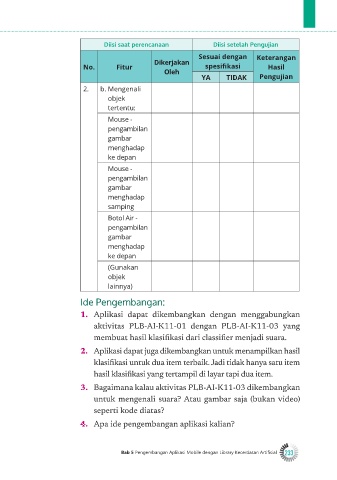 Diisi saat perencanaan Diisi setelah Pengujian
No. Fitur Dikerjakan Oleh Sesuai dengan spesifikasi Keterangan Hasil Pengujian
YA TIDAK
2. b. Mengenali
objek
tertentu:
Mouse -
pengambilan
gambar
menghadap
ke depan
Mouse -
pengambilan
gambar
menghadap
samping
Botol Air -
pengambilan
gambar
menghadap
ke depan
(Gunakan
objek
lainnya)
Ide Pengembangan:
1. Aplikasi dapat dikembangkan dengan menggabungkan
aktivitas PLB-AI-K11-01 dengan PLB-AI-K11-03 yang
membuat hasil klasifikasi dari classifier menjadi suara.
2. Aplikasi dapat juga dikembangkan untuk menampilkan hasil
klasifikasi untuk dua item terbaik. Jadi tidak hanya satu item
hasil klasifikasi yang tertampil di layar tapi dua item.
3. Bagaimana kalau aktivitas PLB-AI-K11-03 dikembangkan
untuk mengenali suara? Atau gambar saja (bukan video)
seperti kode diatas?
4. Apa ide pengembangan aplikasi kalian?
Bab 5 Pengembangan Aplikasi Mobile dengan Library Kecerdasan Artifisial 233